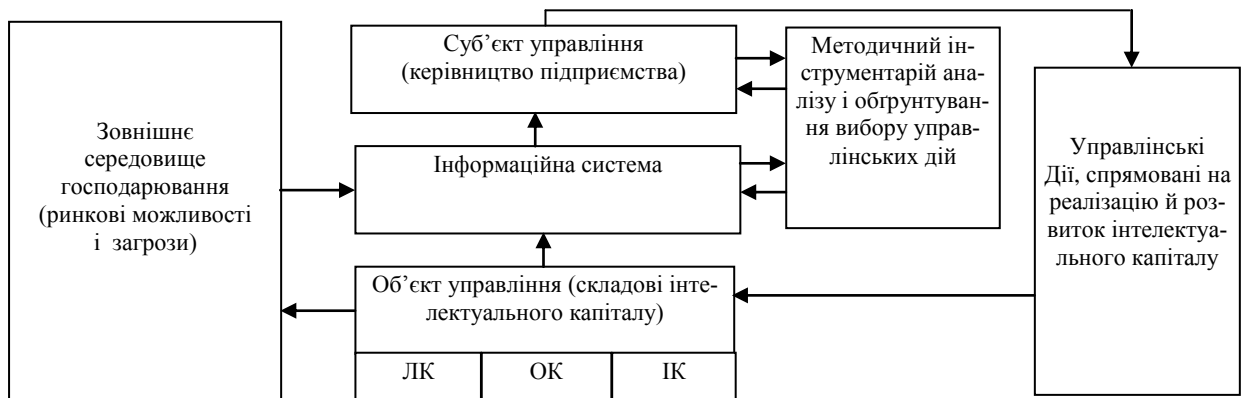 Зовнішнє
середовище
господарювання
(ринкові можливості
і загрози)
Суб’єкт управління
(керівництво підприємства)
Методичний ін-
струментарій ана-
лізу і обґрунтуван-
ня вибору управ-
лінських дій
Інформаційна система
Управлінські
Дії, спрямовані на
реалізацію й роз-
виток інтелектуа-
льного капіталу
Об’єкт управління (складові інте-
лектуального капіталу)
ЛК
ОК
ІК